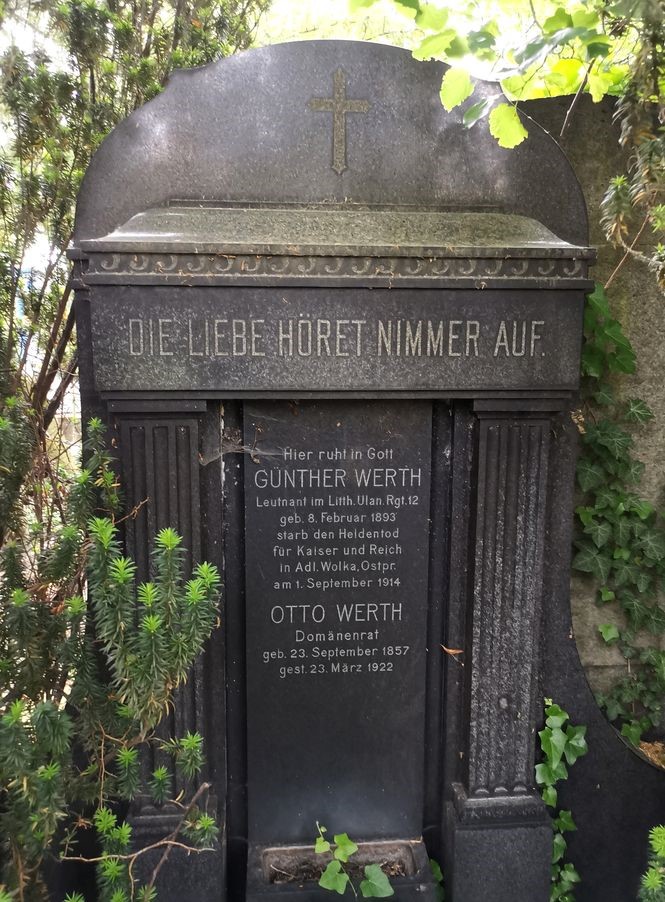 DIE LIEBE HÖRET NIMMER AUF.
Hier ruht in Gott
GÜNTHER WERTH
Leutnant im Litth. Ulan. Rgt. 12
geb. 8. Februar 1893
starb den Heldentod
für Kaiser und Reich
in Adl. Wolka, Ostpr.
am 1. September 1914
OTTO WERTH
Domänenrat
geb. 23. September 1857
gest. 23. März 1922